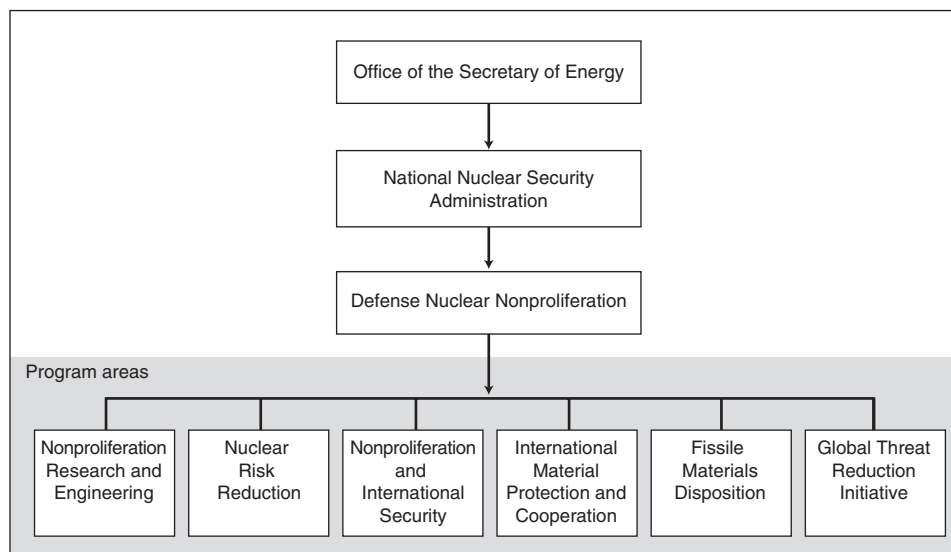 Office of the Secretary of Energy
National Nuclear Security
Administration
Defense Nuclear Nonproliferation
Program areas
Nonproliferation
Research and
Engineering
Nuclear
Risk
Reduction
Nonproliferation
and
International
Security
International
Material
Protection and
Cooperation
Fissile
Materials
Disposition
Global Threat
Reduction
Initiative